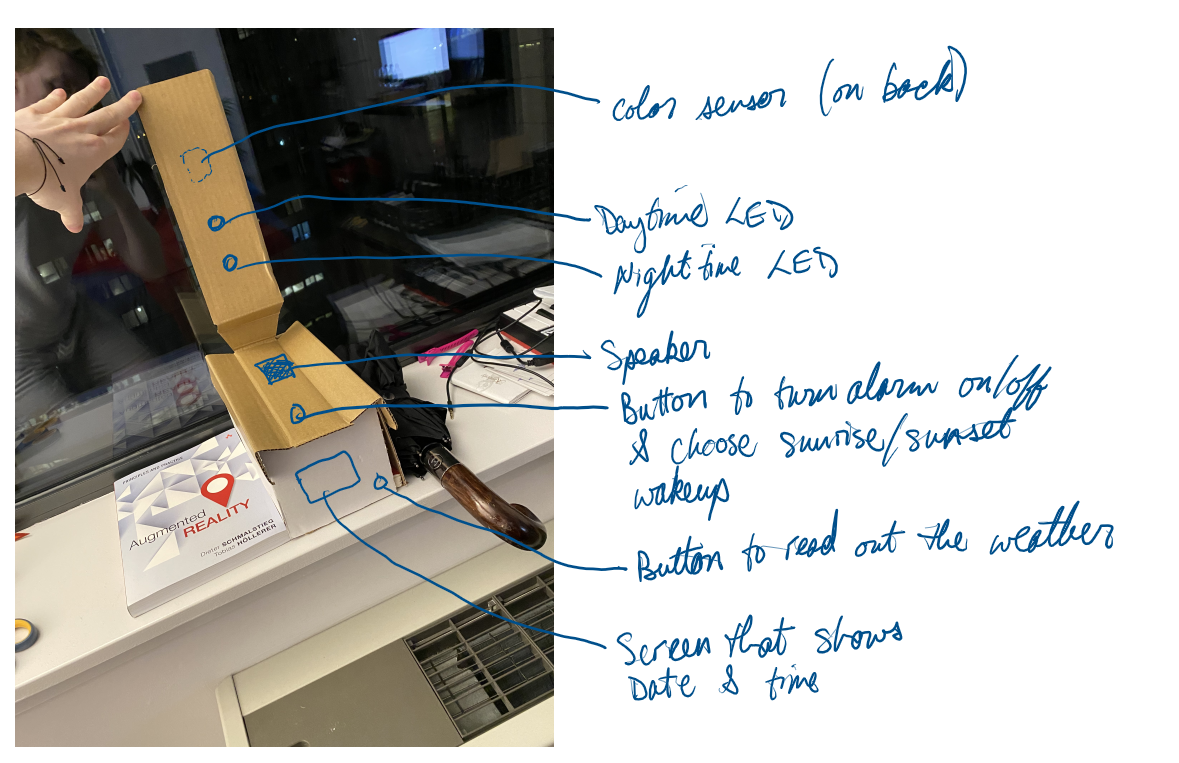 color sensor (on back)
Daytime LED
Nighttime LED
Speaker
Button to turn alarm on/off
& choose sunrise/sunset
wakeup
Button to read out the weather
Screen that shows
Date & time
PRINCIPLES AND PRACTICE
Augmented
REALITY
Dieter SCHMALSTIEG
Tobias HÖLLERER